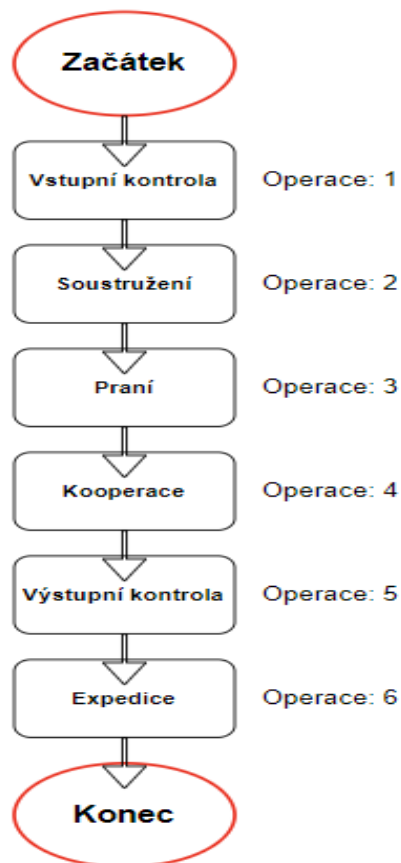 Začátek
Vstupní kontrola
Operace: 1
Soustružení
Operace: 2
Praní
Operace: 3
Kooperace
Operace: 4
Výstupní kontrola
Operace: 5
Expedice
Operace: 6
Konec